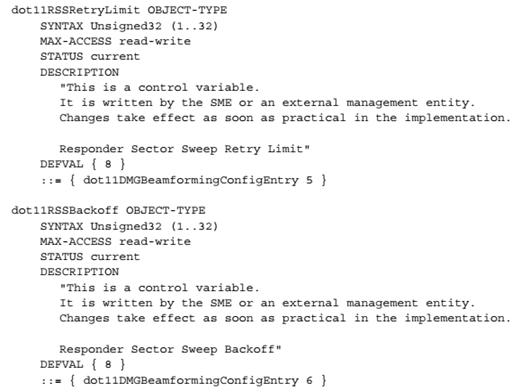 dot11RSSRetryLimit OBJECT-TYPE
SYNTAX Unsigned32 (1..32)
MAX-ACCESS read-write
STATUS current
DESCRIPTION
"This is a control variable.
It is written by the SME or an external management entity.
Changes take effect as soon as practical in the implementation.
Responder Sector Sweep Retry Limit"
DEFVAL { 8 }
::= { dot11DMGBeamformingConfigEntry 5 }
dot11RSSBackoff OBJECT-TYPE
SYNTAX Unsigned32 (1..32)
MAX-ACCESS read-write
STATUS current
DESCRIPTION
"This is a control variable.
It is written by the SME or an external management entity.
Changes take effect as soon as practical in the implementation.
Responder Sector Sweep Backoff"
DEFVAL { 8 }
::= { dot11DMGBeamformingConfigEntry 6 }